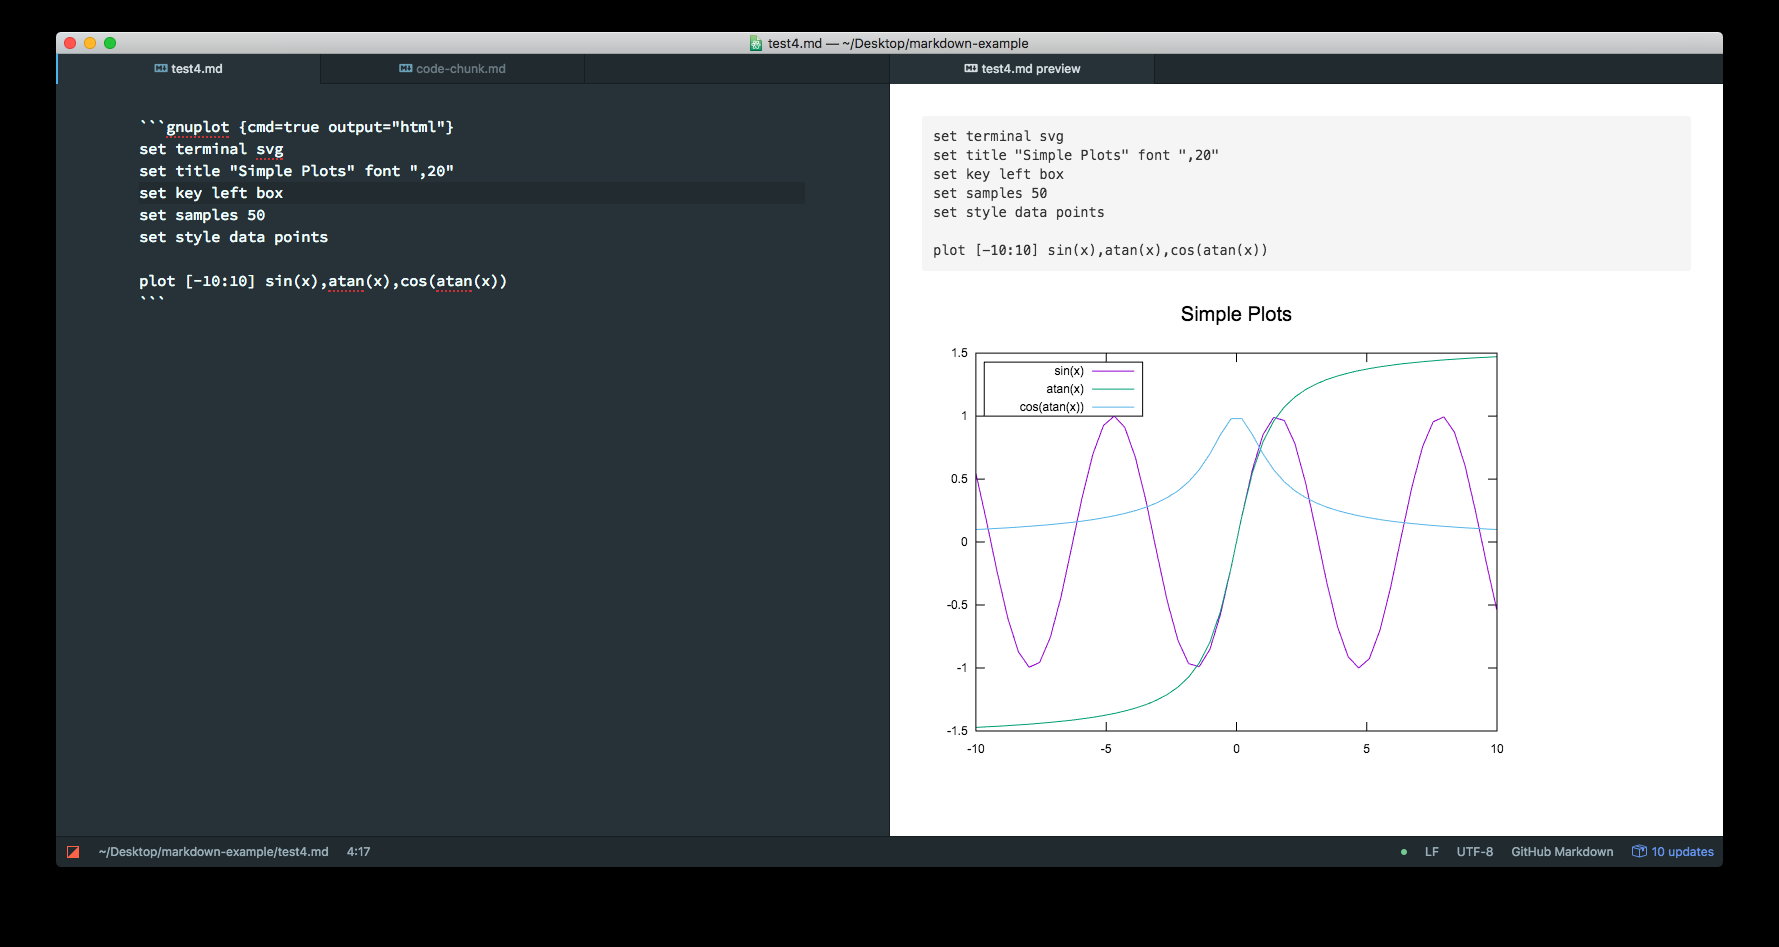 test4.md — ~/Desktop/markdown-example
test4.md
code-chunk.md
test4.md preview
```gnuplot {cmd=true output="html"}
set terminal svg
set title "Simple Plots" font ",20"
set key left box
set samples 50
set style data points
plot [-10:10] sin(x),atan(x),cos(atan(x))
```
set terminal svg
set title "Simple Plots" font ",20"
set key left box
set samples 50
set style data points
plot [-10:10] sin(x),atan(x),cos(atan(x))
Simple Plots
sin(x)
atan(x)
cos(atan(x))
1.5
1
0.5
0
-0.5
-1
-1.5
-10 -5 0 5 10
~/Desktop/markdown-example/test4.md 4:17
LF UTF-8 GitHub Markdown 10 updates